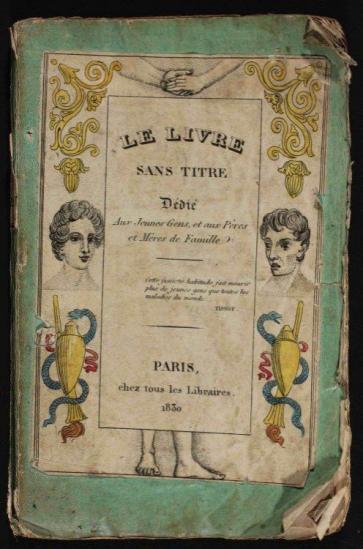 LE LIVRE
SANS TITRE
Dédié
Aux Jeunes Gens, et aux Pères
et Mères de Famille
Cette funeste habitude fait mourir
plus de jeunes gens que toutes les
maladies du monde.
TISSOT.
PARIS,
chez tous les Libraires.
1830